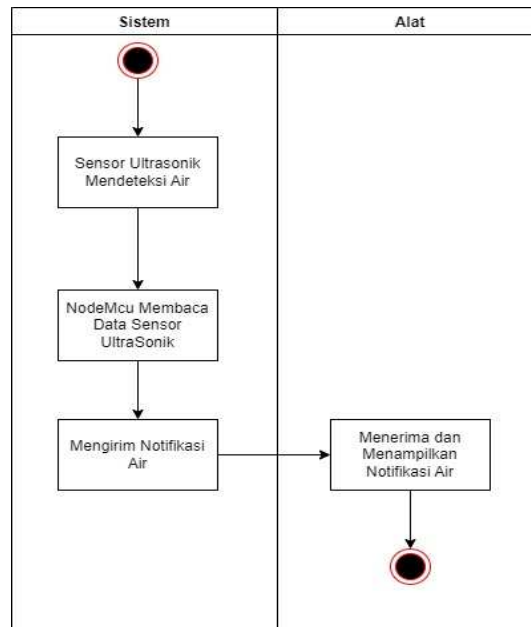 Sistem
Alat
Sensor Ultrasonik
Mendeteksi Air
NodeMcu Membaca
Data Sensor
UltraSonik
Mengirim Notifikasi
Air
Menerima dan
Menampilkan
Notifikasi Air